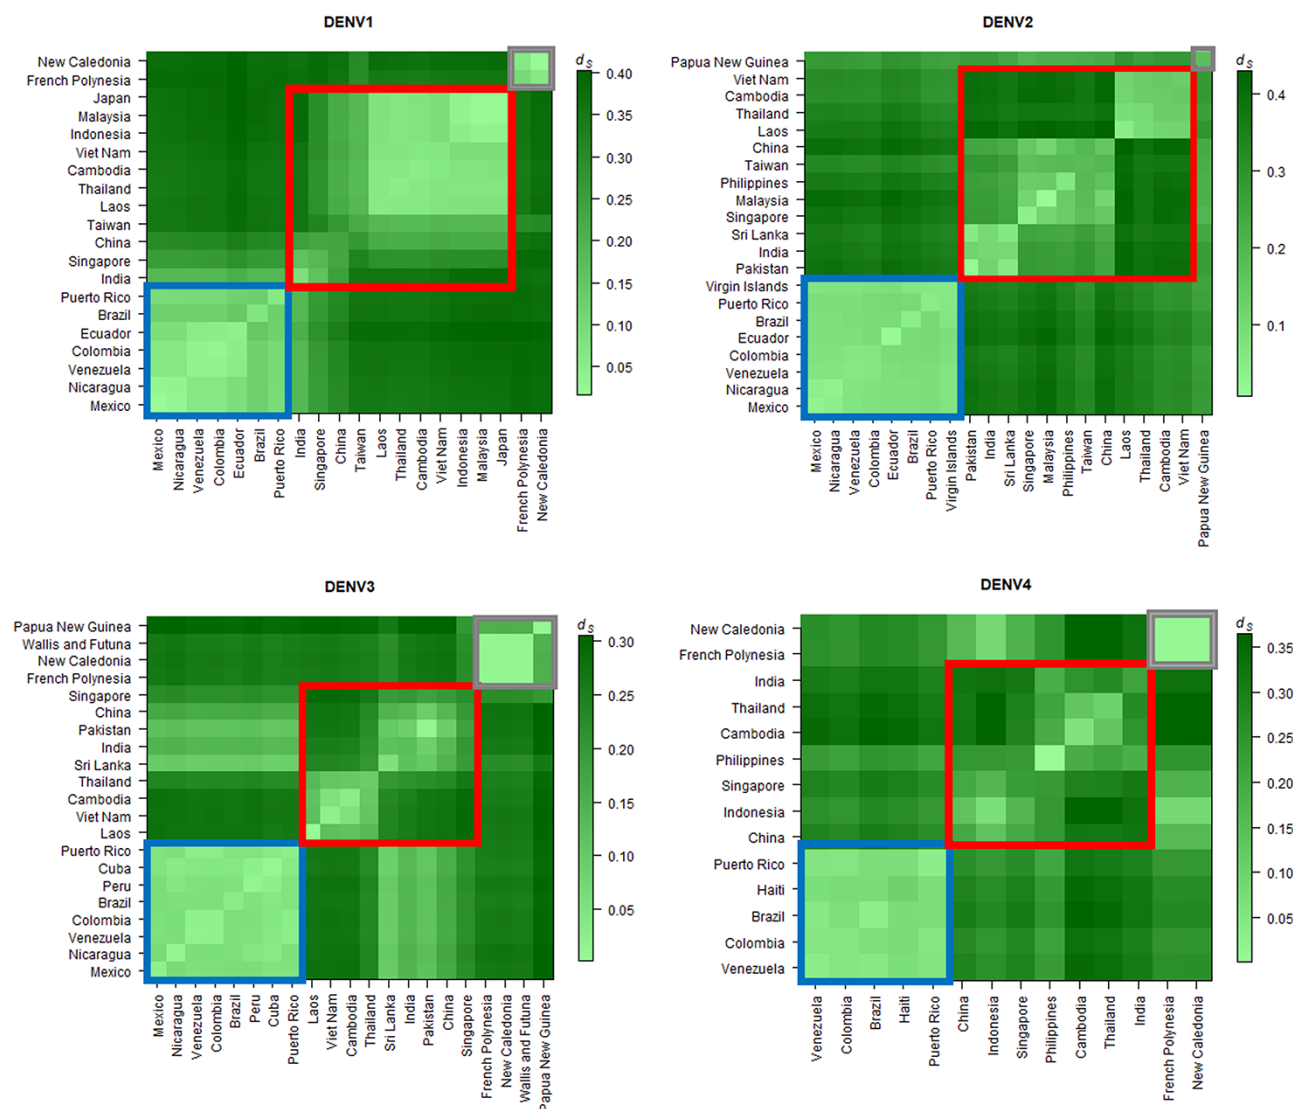 DENV1
New Caledonia
French Polynesia
Japan
Malaysia
Indonesia
Viet Nam
Cambodia
Thailand
Laos
Taiwan
China
Singapore
India
Puerto Rico
Brazil
Ecuador
Colombia
Venezuela
Nicaragua
Mexico
Mexico
Nicaragua
Venezuela
Colombia
Ecuador
Brazil
Puerto Rico
India
Singapore
China
Taiwan
Laos
Thailand
Cambodia
Viet Nam
Indonesia
Malaysia
Japan
French Polynesia
New Caledonia
dS
0.40
0.35
0.30
0.25
0.20
0.15
0.10
0.05
DENV2
Papua New Guinea
Viet Nam
Cambodia
Thailand
Laos
China
Taiwan
Philippines
Malaysia
Singapore
Sri Lanka
India
Pakistan
Virgin Islands
Puerto Rico
Brazil
Ecuador
Colombia
Venezuela
Nicaragua
Mexico
Mexico
Nicaragua
Venezuela
Colombia
Ecuador
Brazil
Puerto Rico
Virgin Islands
Pakistan
India
Sri Lanka
Singapore
Malaysia
Philippines
Taiwan
China
Laos
Thailand
Cambodia
Viet Nam
Papua New Guinea
dS
0.4
0.3
0.2
0.1
DENV3
Papua New Guinea
Wallis and Futuna
New Caledonia
French Polynesia
Singapore
China
Pakistan
India
Sri Lanka
Thailand
Cambodia
Viet Nam
Laos
Puerto Rico
Cuba
Peru
Brazil
Colombia
Venezuela
Nicaragua
Mexico
Mexico
Nicaragua
Venezuela
Colombia
Brazil
Peru
Cuba
Puerto Rico
Laos
Viet Nam
Cambodia
Thailand
Sri Lanka
India
Pakistan
China
Singapore
French Polynesia
New Caledonia
Wallis and Futuna
Papua New Guinea
dS
0.30
0.25
0.20
0.15
0.10
0.05
DENV4
New Caledonia
French Polynesia
India
Thailand
Cambodia
Philippines
Singapore
Indonesia
China
Puerto Rico
Haiti
Brazil
Colombia
Venezuela
Venezuela
Colombia
Brazil
Haiti
Puerto Rico
China
Indonesia
Singapore
Philippines
Cambodia
Thailand
India
French Polynesia
New Caledonia
dS
0.35
0.30
0.25
0.20
0.15
0.10
0.05